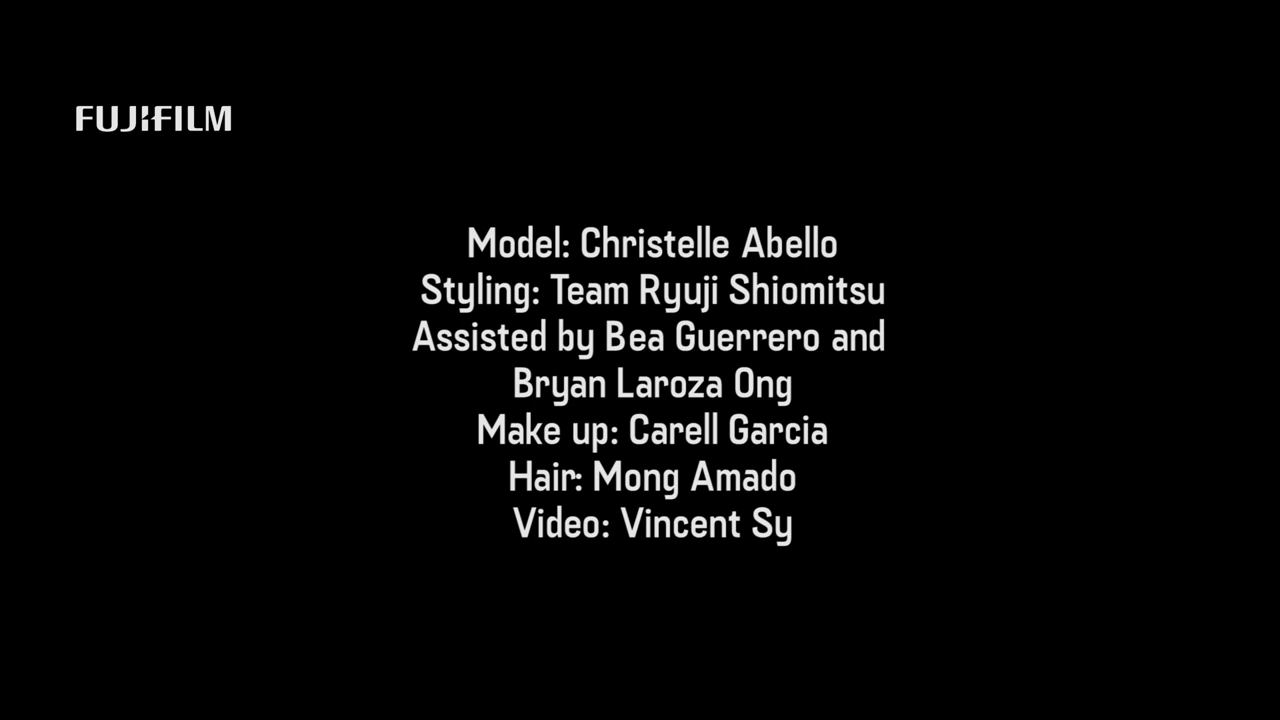 FUJIFILM
Model: Christelle Abello
Styling: Team Ryuji Shiomitsu
Assisted by Bea Guerrero and
Bryan Laroza Ong
Make up: Carell Garcia
Hair: Mong Amado
Video: Vincent Sy